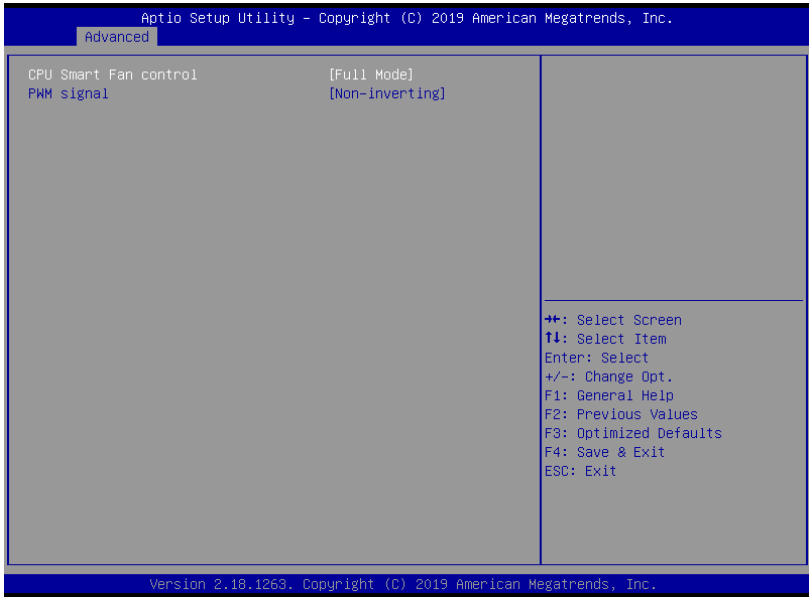 Aptio Setup Utility – Copyright (C) 2019 American Megatrends, Inc.
Advanced
CPU Smart Fan control [Full Mode]
PWM signal [Non-inverting]
→←: Select Screen
↑↓: Select Item
Enter: Select
+/-: Change Opt.
F1: General Help
F2: Previous Values
F3: Optimized Defaults
F4: Save & Exit
ESC: Exit
Version 2.18.1263. Copyright (C) 2019 American Megatrends, Inc.